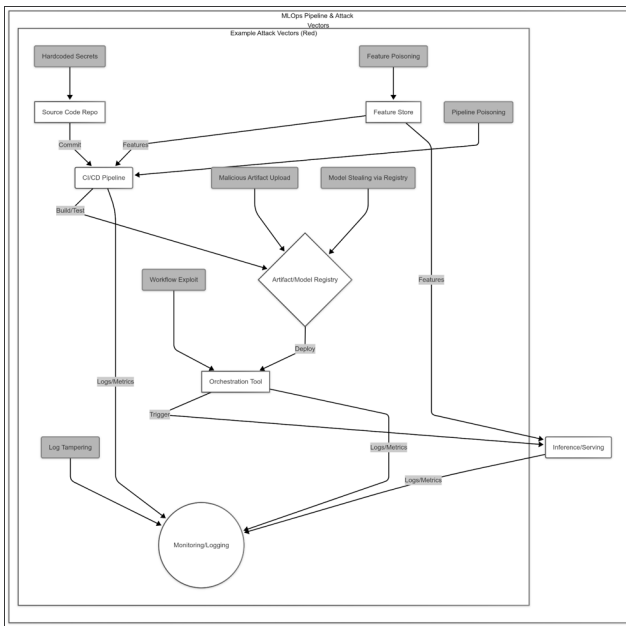 MLOps Pipeline & Attack
Vectors
Example Attack Vectors (Red)
Hardcoded Secrets
Feature Poisoning
Source Code Repo
Feature Store
Pipeline Poisoning
Commit
Features
CI/CD Pipeline
Malicious Artifact Upload
Model Stealing via Registry
Build/Test
Workflow Exploit
Artifact/Model Registry
Features
Deploy
Logs/Metrics
Orchestration Tool
Trigger
Log Tampering
Logs/Metrics
Inference/Serving
Logs/Metrics
Monitoring/Logging